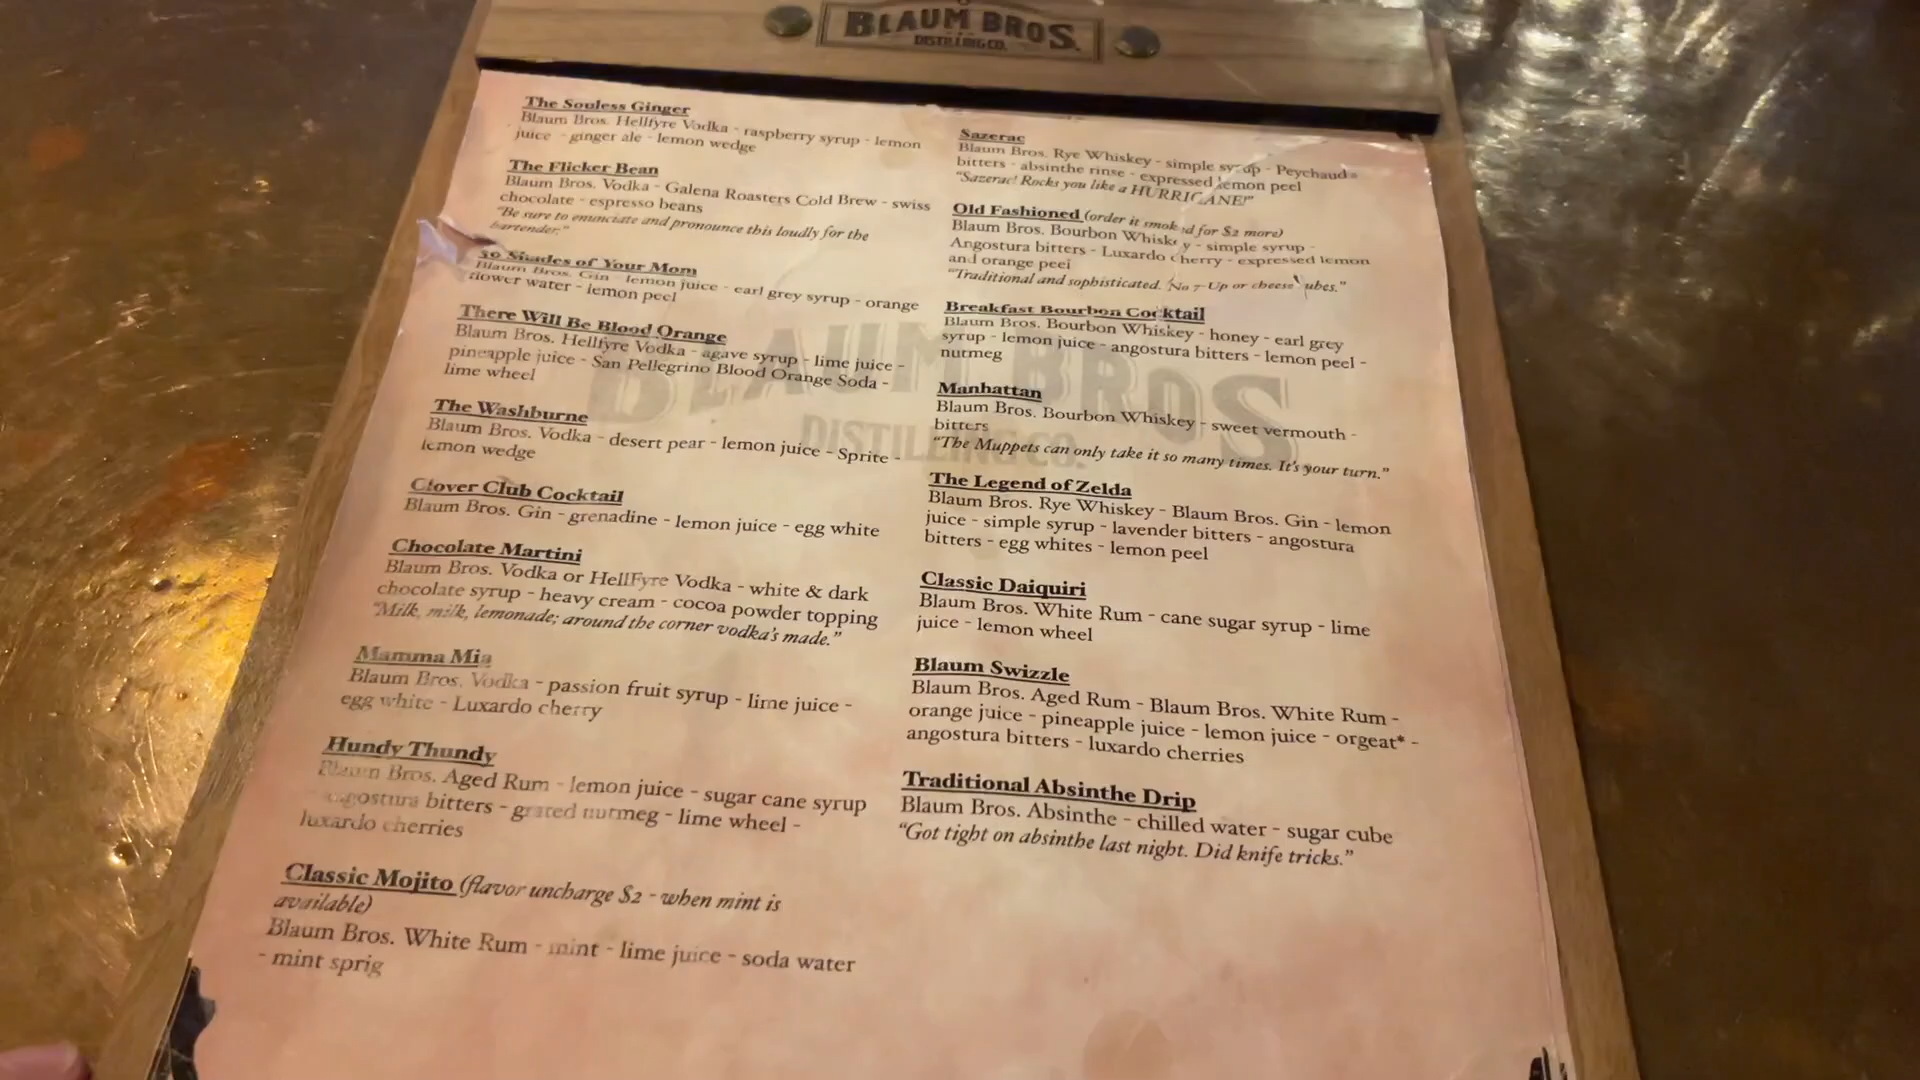 BLAUM BROS.
DISTILLING CO.
The Souless Ginger
Blaum Bros. Hellfyre Vodka - raspberry syrup - lemon
juice - ginger ale - lemon wedge
The Flicker Bean
Blaum Bros. Vodka - Galena Roasters Cold Brew - swiss
chocolate - espresso beans
"Be sure to enunciate and pronounce this loudly for the
bartender."
50 Shades of Your Mom
Blaum Bros. Gin - lemon juice - earl grey syrup - orange
flower water - lemon peel
There Will Be Blood Orange
Blaum Bros. Hellfyre Vodka - agave syrup - lime juice -
pineapple juice - San Pellegrino Blood Orange Soda -
lime wheel
The Washburne
Blaum Bros. Vodka - desert pear - lemon juice - Sprite -
lemon wedge
Clover Club Cocktail
Blaum Bros. Gin - grenadine - lemon juice - egg white
Chocolate Martini
Blaum Bros. Vodka or HellFyre Vodka - white & dark
chocolate syrup - heavy cream - cocoa powder topping
"Milk, milk, lemonade; around the corner vodka's made."
Mamma Mia
Blaum Bros. Vodka - passion fruit syrup - lime juice -
egg white - Luxardo cherry
Hundy Thundy
Blaum Bros. Aged Rum - lemon juice - sugar cane syrup
- angostura bitters - grated nutmeg - lime wheel -
luxardo cherries
Classic Mojito (flavor uncharge $2 - when mint is
available)
Blaum Bros. White Rum - mint - lime juice - soda water
- mint sprig
Sazerac
Blaum Bros. Rye Whiskey - simple syrup - Peychauds
bitters - absinthe rinse - expressed lemon peel
"Sazerac! Rocks you like a HURRICANE!"
Old Fashioned (order it smoked for $2 more)
Blaum Bros. Bourbon Whiskey - simple syrup -
Angostura bitters - Luxardo Cherry - expressed lemon
and orange peel
"Traditional and sophisticated. No 7-Up or cheese cubes."
Breakfast Bourbon Cocktail
Blaum Bros. Bourbon Whiskey - honey - earl grey
syrup - lemon juice - angostura bitters - lemon peel -
nutmeg
Manhattan
Blaum Bros. Bourbon Whiskey - sweet vermouth -
bitters
"The Muppets can only take it so many times. It's your turn."
The Legend of Zelda
Blaum Bros. Rye Whiskey - Blaum Bros. Gin - lemon
juice - simple syrup - lavender bitters - angostura
bitters - egg whites - lemon peel
Classic Daiquiri
Blaum Bros. White Rum - cane sugar syrup - lime
juice - lemon wheel
Blaum Swizzle
Blaum Bros. Aged Rum - Blaum Bros. White Rum -
orange juice - pineapple juice - lemon juice - orgeat* -
angostura bitters - luxardo cherries
Traditional Absinthe Drip
Blaum Bros. Absinthe - chilled water - sugar cube
"Got tight on absinthe last night. Did knife tricks."
BLAUM BROS
DISTILLING CO.